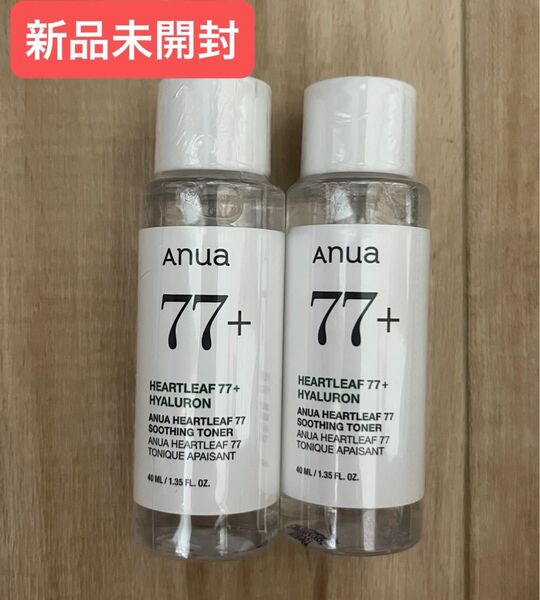 新品未開封
Anua
77+
HEARTLEAF 77+
HYALURON
ANUA HEARTLEAF 77
SOOTHING TONER
ANUA HEARTLEAF 77
TONIQUE APAISANT
40 ML / 1.35 FL. OZ.
Anua
77+
HEARTLEAF 77+
HYALURON
ANUA HEARTLEAF 77
SOOTHING TONER
ANUA HEARTLEAF 77
TONIQUE APAISANT
40 ML / 1.35 FL. OZ.